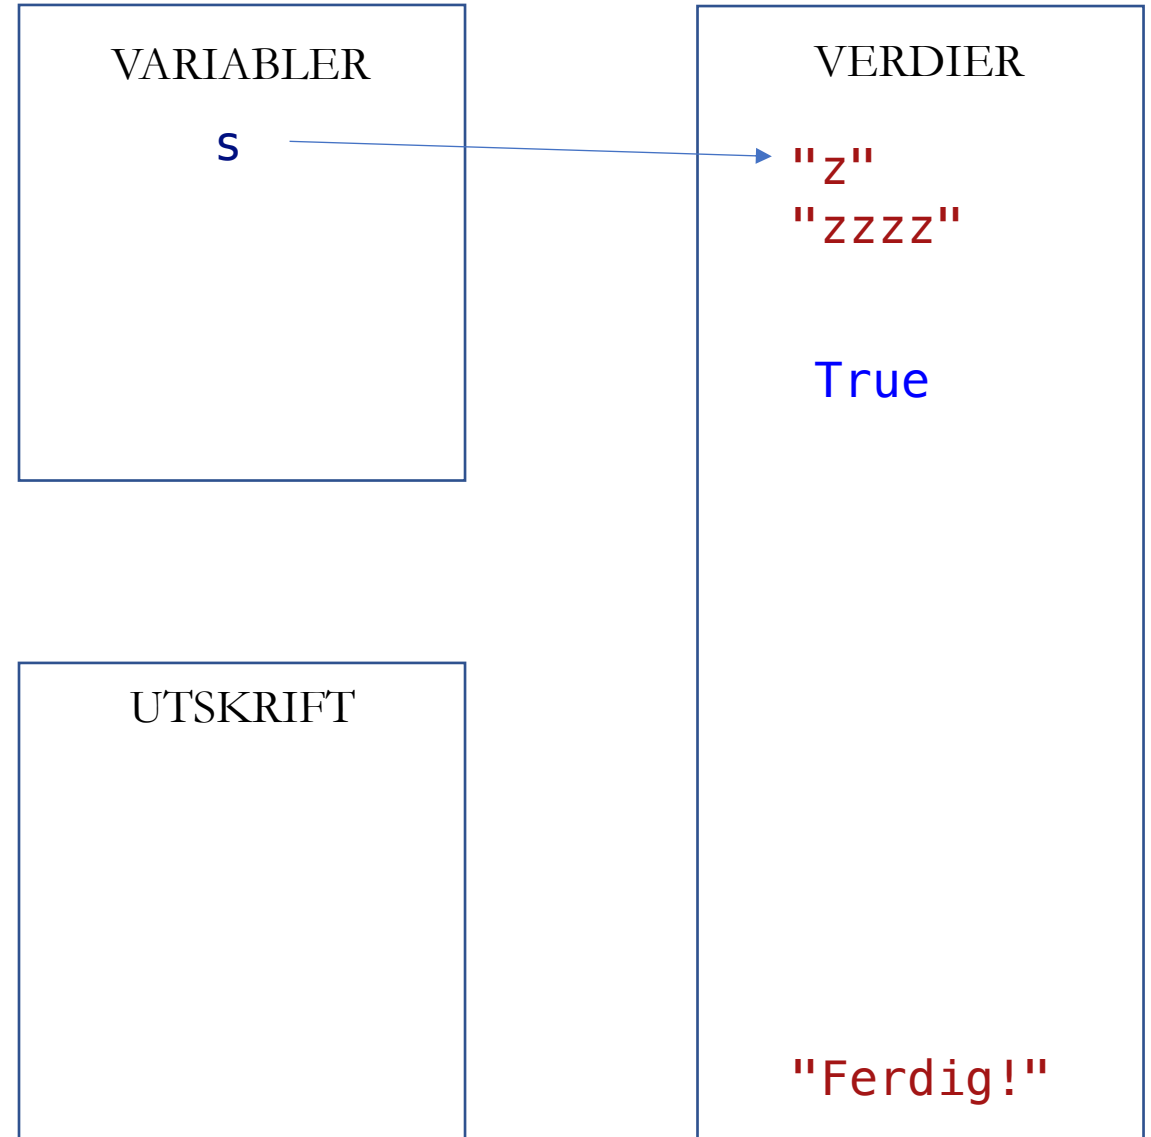 VARIABLER
s
VERDIER
"z"
"zzzz"
True
UTSKRIFT
"Ferdig!"